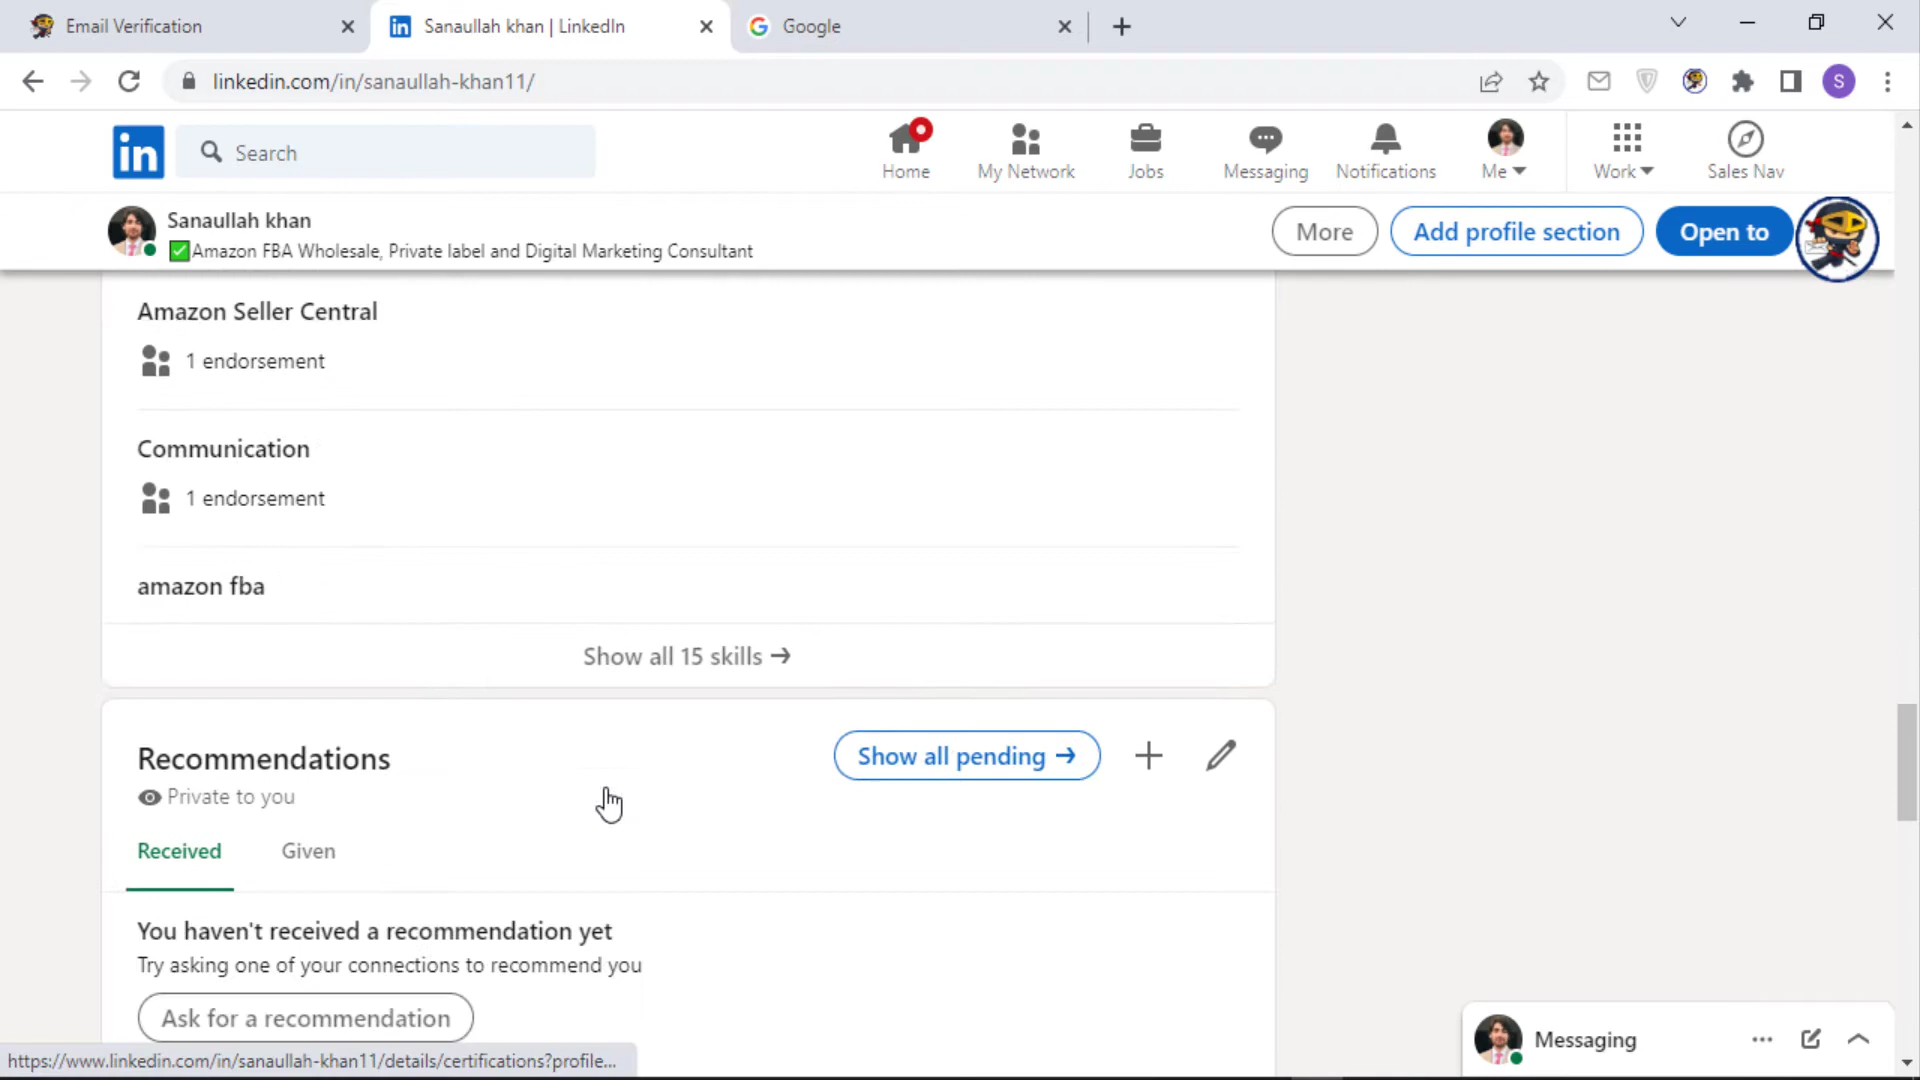 Email Verification
Sanaullah khan | LinkedIn
Google
linkedin.com/in/sanaullah-khan11/
S
in
Search
Home
My Network
Jobs
Messaging
Notifications
Me
Work
Sales Nav
Sanaullah khan
✅Amazon FBA Wholesale, Private label and Digital Marketing Consultant
More
Add profile section
Open to
Amazon Seller Central
1 endorsement
Communication
1 endorsement
amazon fba
Show all 15 skills →
Recommendations
Show all pending →
Private to you
Received
Given
You haven't received a recommendation yet
Try asking one of your connections to recommend you
Ask for a recommendation
Messaging
https://www.linkedin.com/in/sanaullah-khan11/details/certifications?profile...